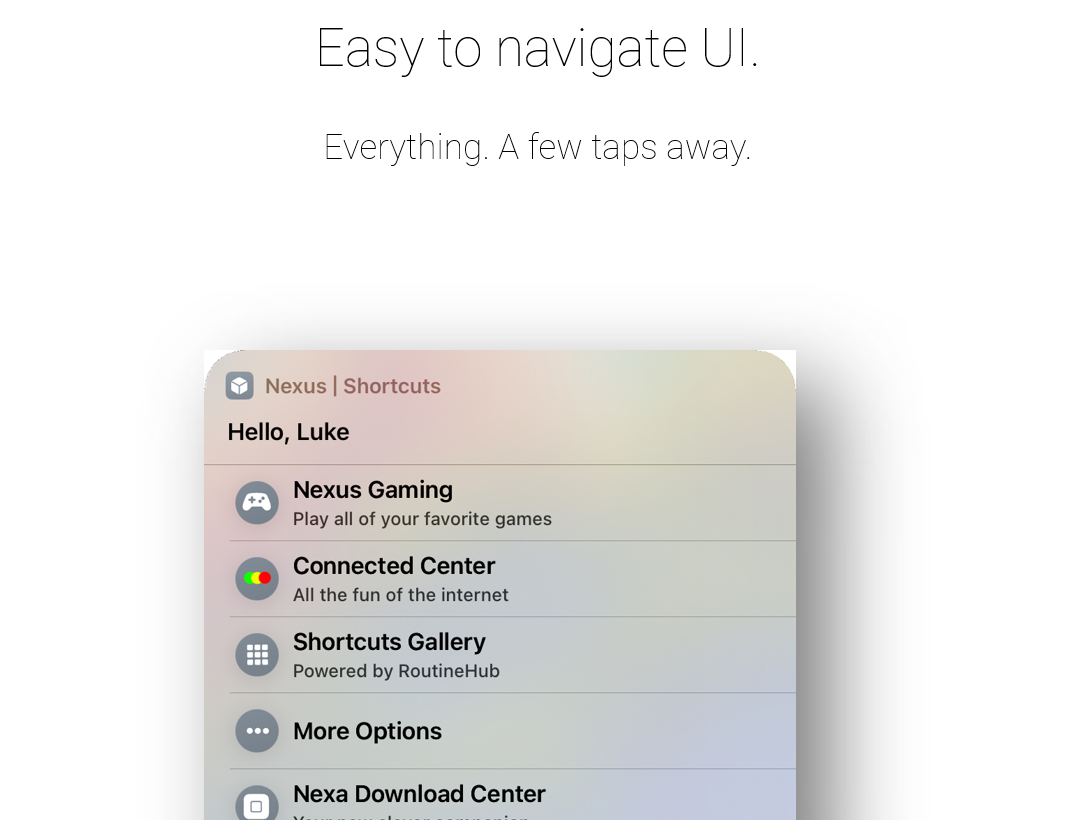 Easy to navigate UI.
Everything. A few taps away.
Nexus | Shortcuts
Hello, Luke
Nexus Gaming
Play all of your favorite games
Connected Center
All the fun of the internet
Shortcuts Gallery
Powered by RoutineHub
More Options
Nexa Download Center